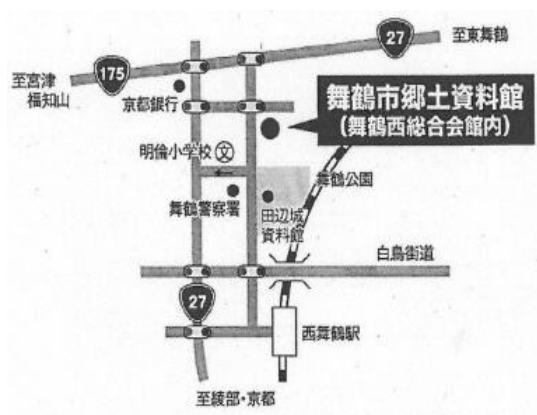 27
至東舞鶴
175
至宮津
福知山
京都銀行
舞鶴市郷土資料館
(舞鶴西総合会館内)
明倫小学校
文
舞鶴公園
舞鶴警察署
田辺城
資料館
白鳥街道
27
西舞鶴駅
至綾部・京都